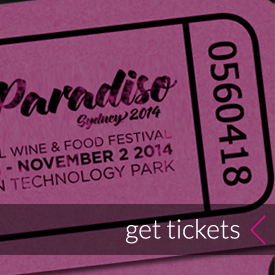 Paradiso
Sydney 2014
WINE & FOOD FESTIVAL
- NOVEMBER 2 2014
TECHNOLOGY PARK
0560418
get tickets <